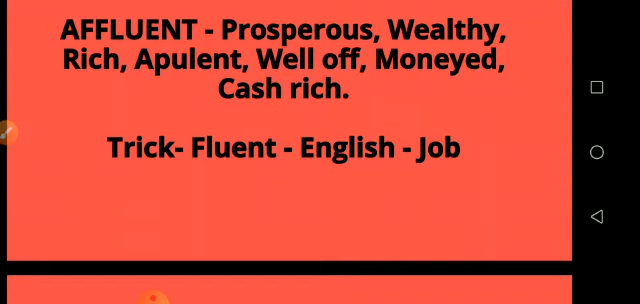 AFFLUENT - Prosperous, Wealthy,
Rich, Apulent, Well off, Moneyed,
Cash rich.
Trick- Fluent - English - Job